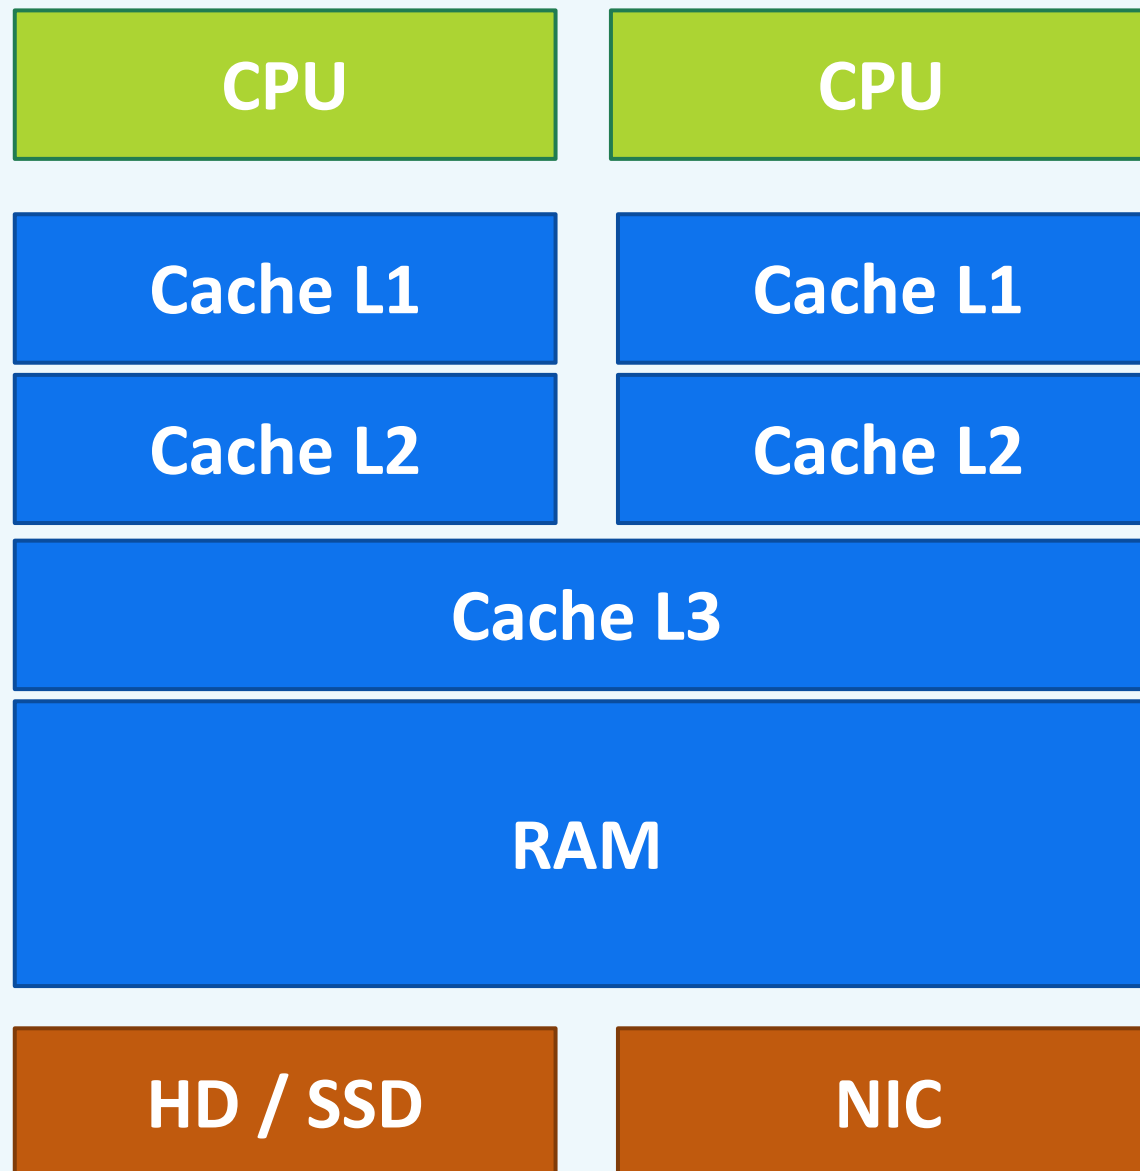 CPU
CPU
Cache L1
Cache L1
Cache L2
Cache L2
Cache L3
RAM
HD / SSD
NIC